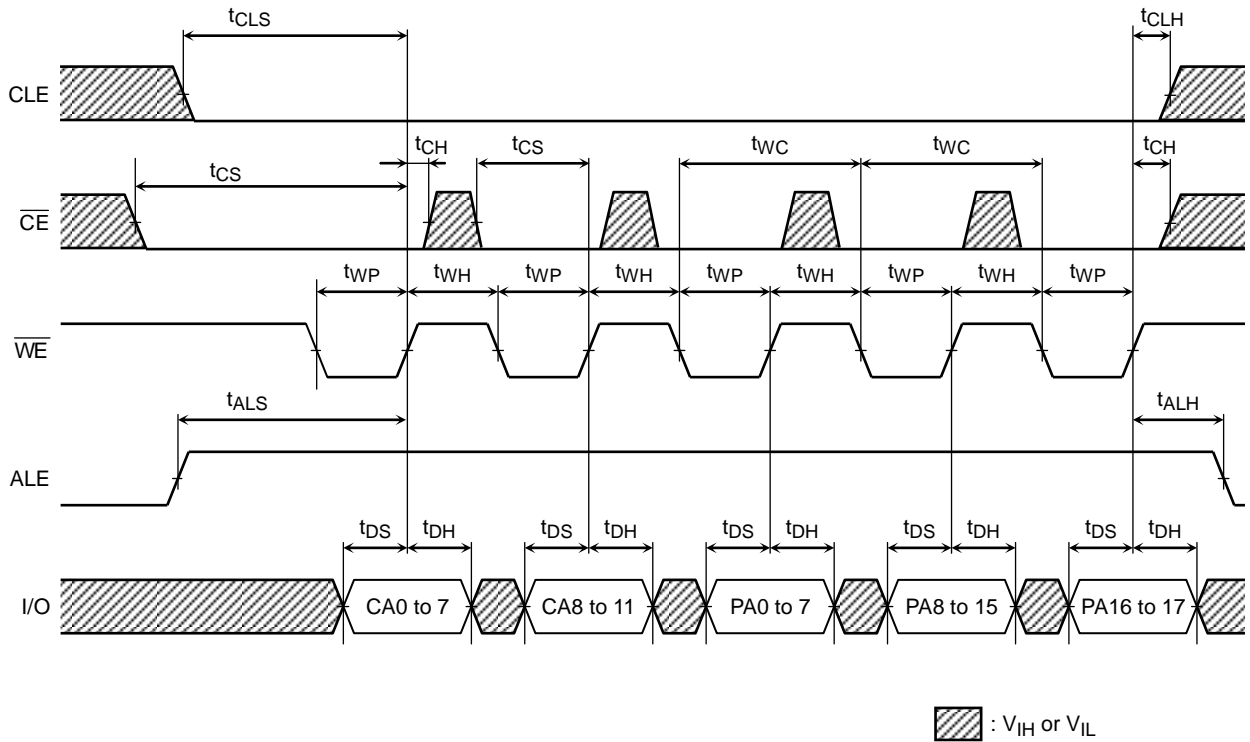 tCLS tCLH
CLE
tCH tCS tWC tWC tCH
tCS
CE
tWP tWH tWP tWH tWP tWH tWP tWH tWP
WE
tALS tALH
ALE
tDS tDH tDS tDH tDS tDH tDS tDH tDS tDH
I/O CA0 to 7 CA8 to 11 PA0 to 7 PA8 to 15 PA16 to 17
: VIH or VIL